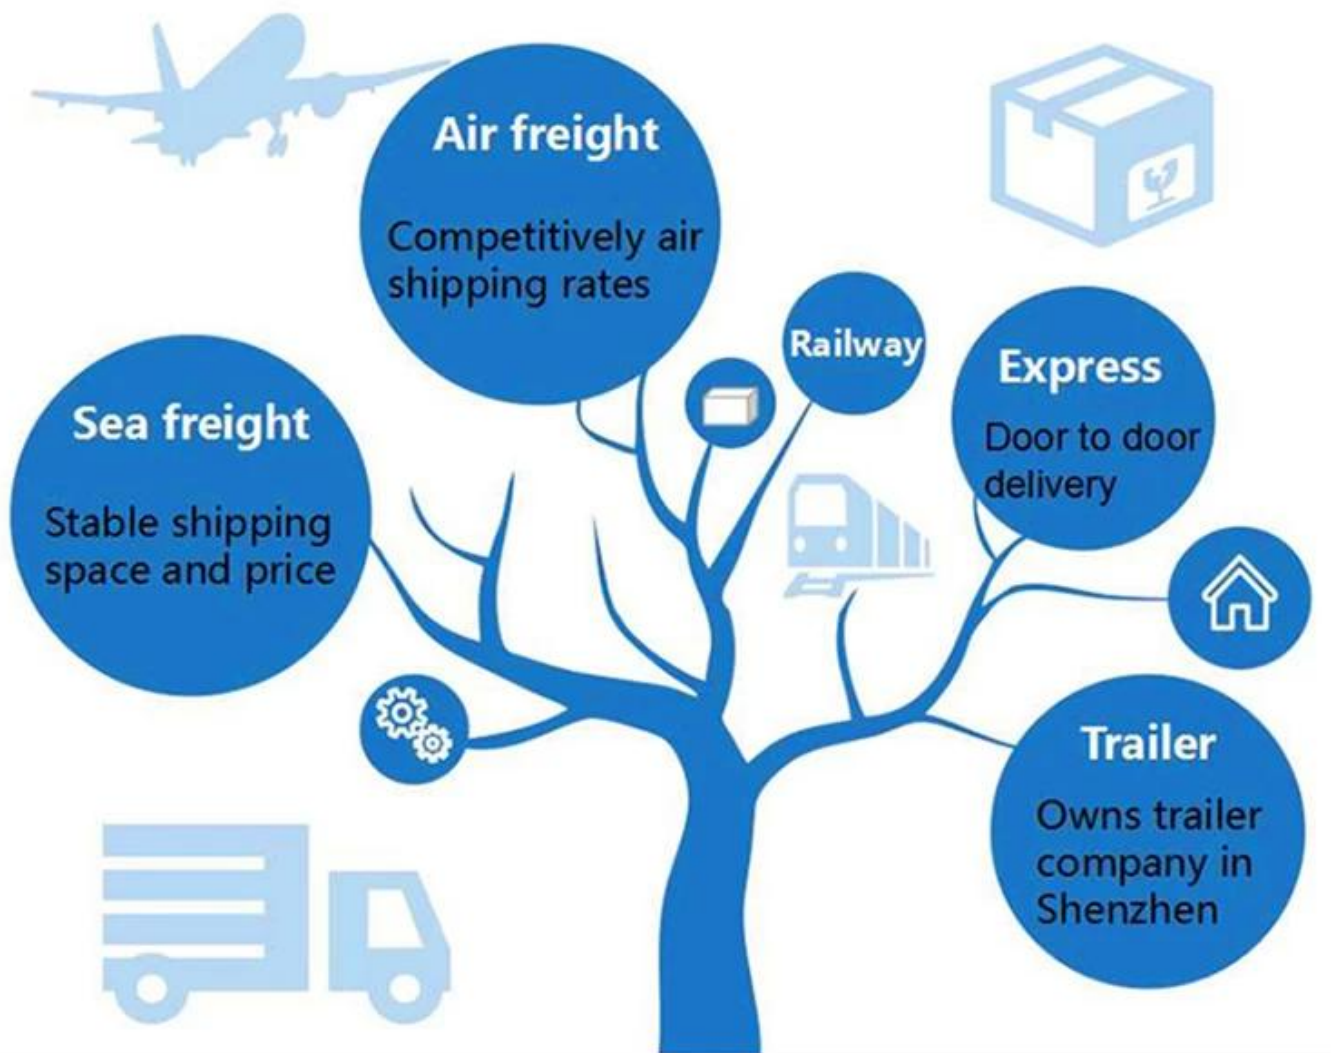 Air freight
Competitively air
shipping rates
Railway
Express
Door to door
delivery
Sea freight
Stable shipping
space and price
Trailer
Owns trailer
company in
Shenzhen